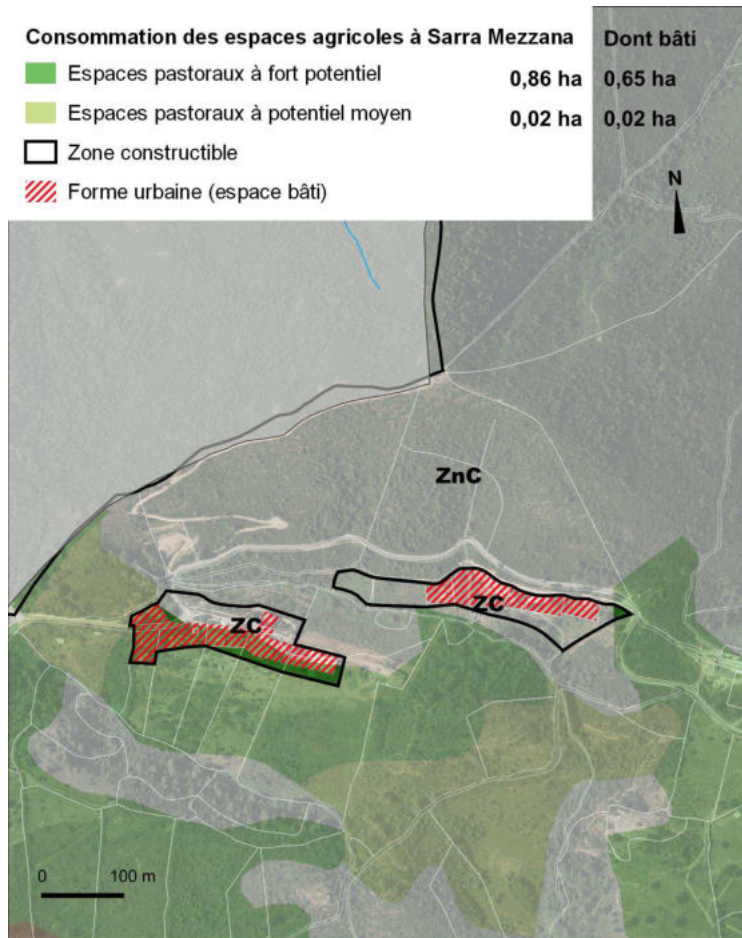 Consommation des espaces agricoles à Sarra Mezzana Dont bâti
Espaces pastoraux à fort potentiel 0,86 ha 0,65 ha
Espaces pastoraux à potentiel moyen 0,02 ha 0,02 ha
Zone constructible
Forme urbaine (espace bâti)
N
ZnC
ZC
ZC
0 100 m